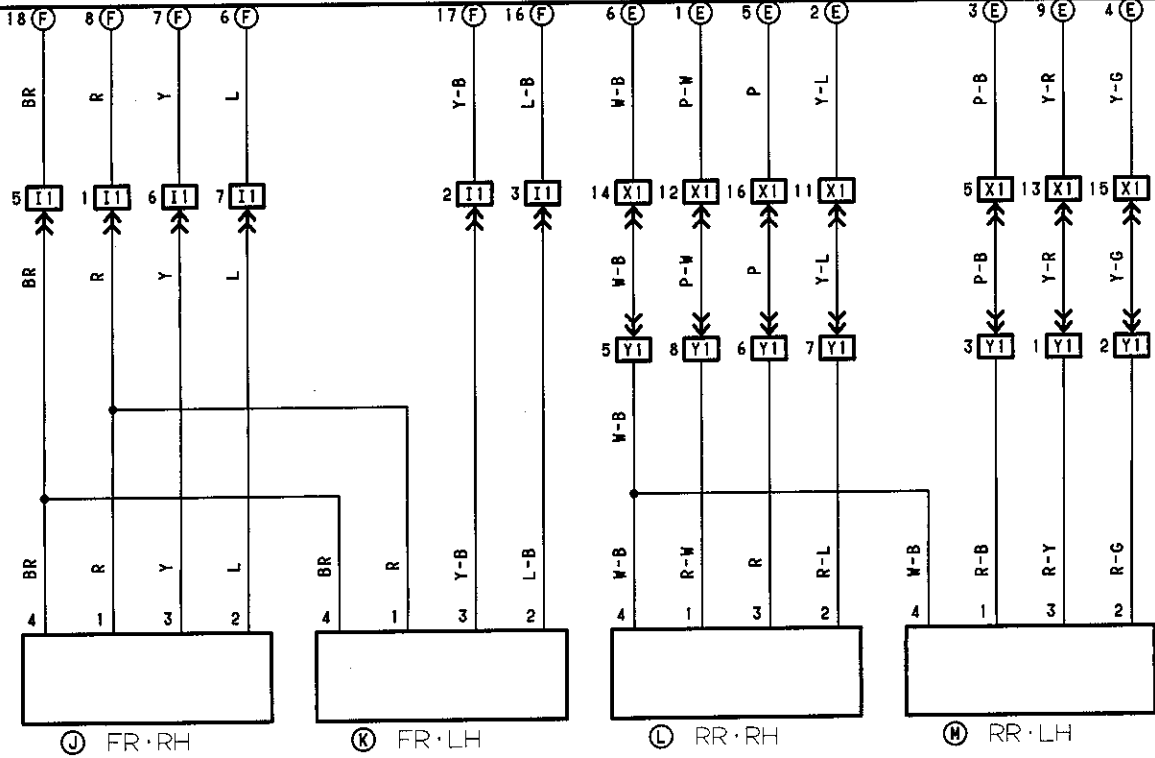 18 F 8 F 7 F 6 F 17 F 16 F 6 E 1 E 5 E 2 E 3 E 9 E 4 E
BR R Y L Y-B L-B W-B P-W P Y-L P-B Y-R Y-G
5 I1 1 I1 6 I1 7 I1 2 I1 3 I1 14 X1 12 X1 16 X1 11 X1 5 X1 13 X1 15 X1
BR R Y L W-B P-W P Y-L P-B Y-R Y-G
5 Y1 8 Y1 6 Y1 7 Y1 3 Y1 1 Y1 2 Y1
W-B
BR R Y L BR R Y-B L-B W-B R-W R R-L W-B R-B R-Y R-G
4 1 3 2 4 1 3 2 4 1 3 2 4 1 3 2
J FR·RH K FR·LH L RR·RH M RR·LH